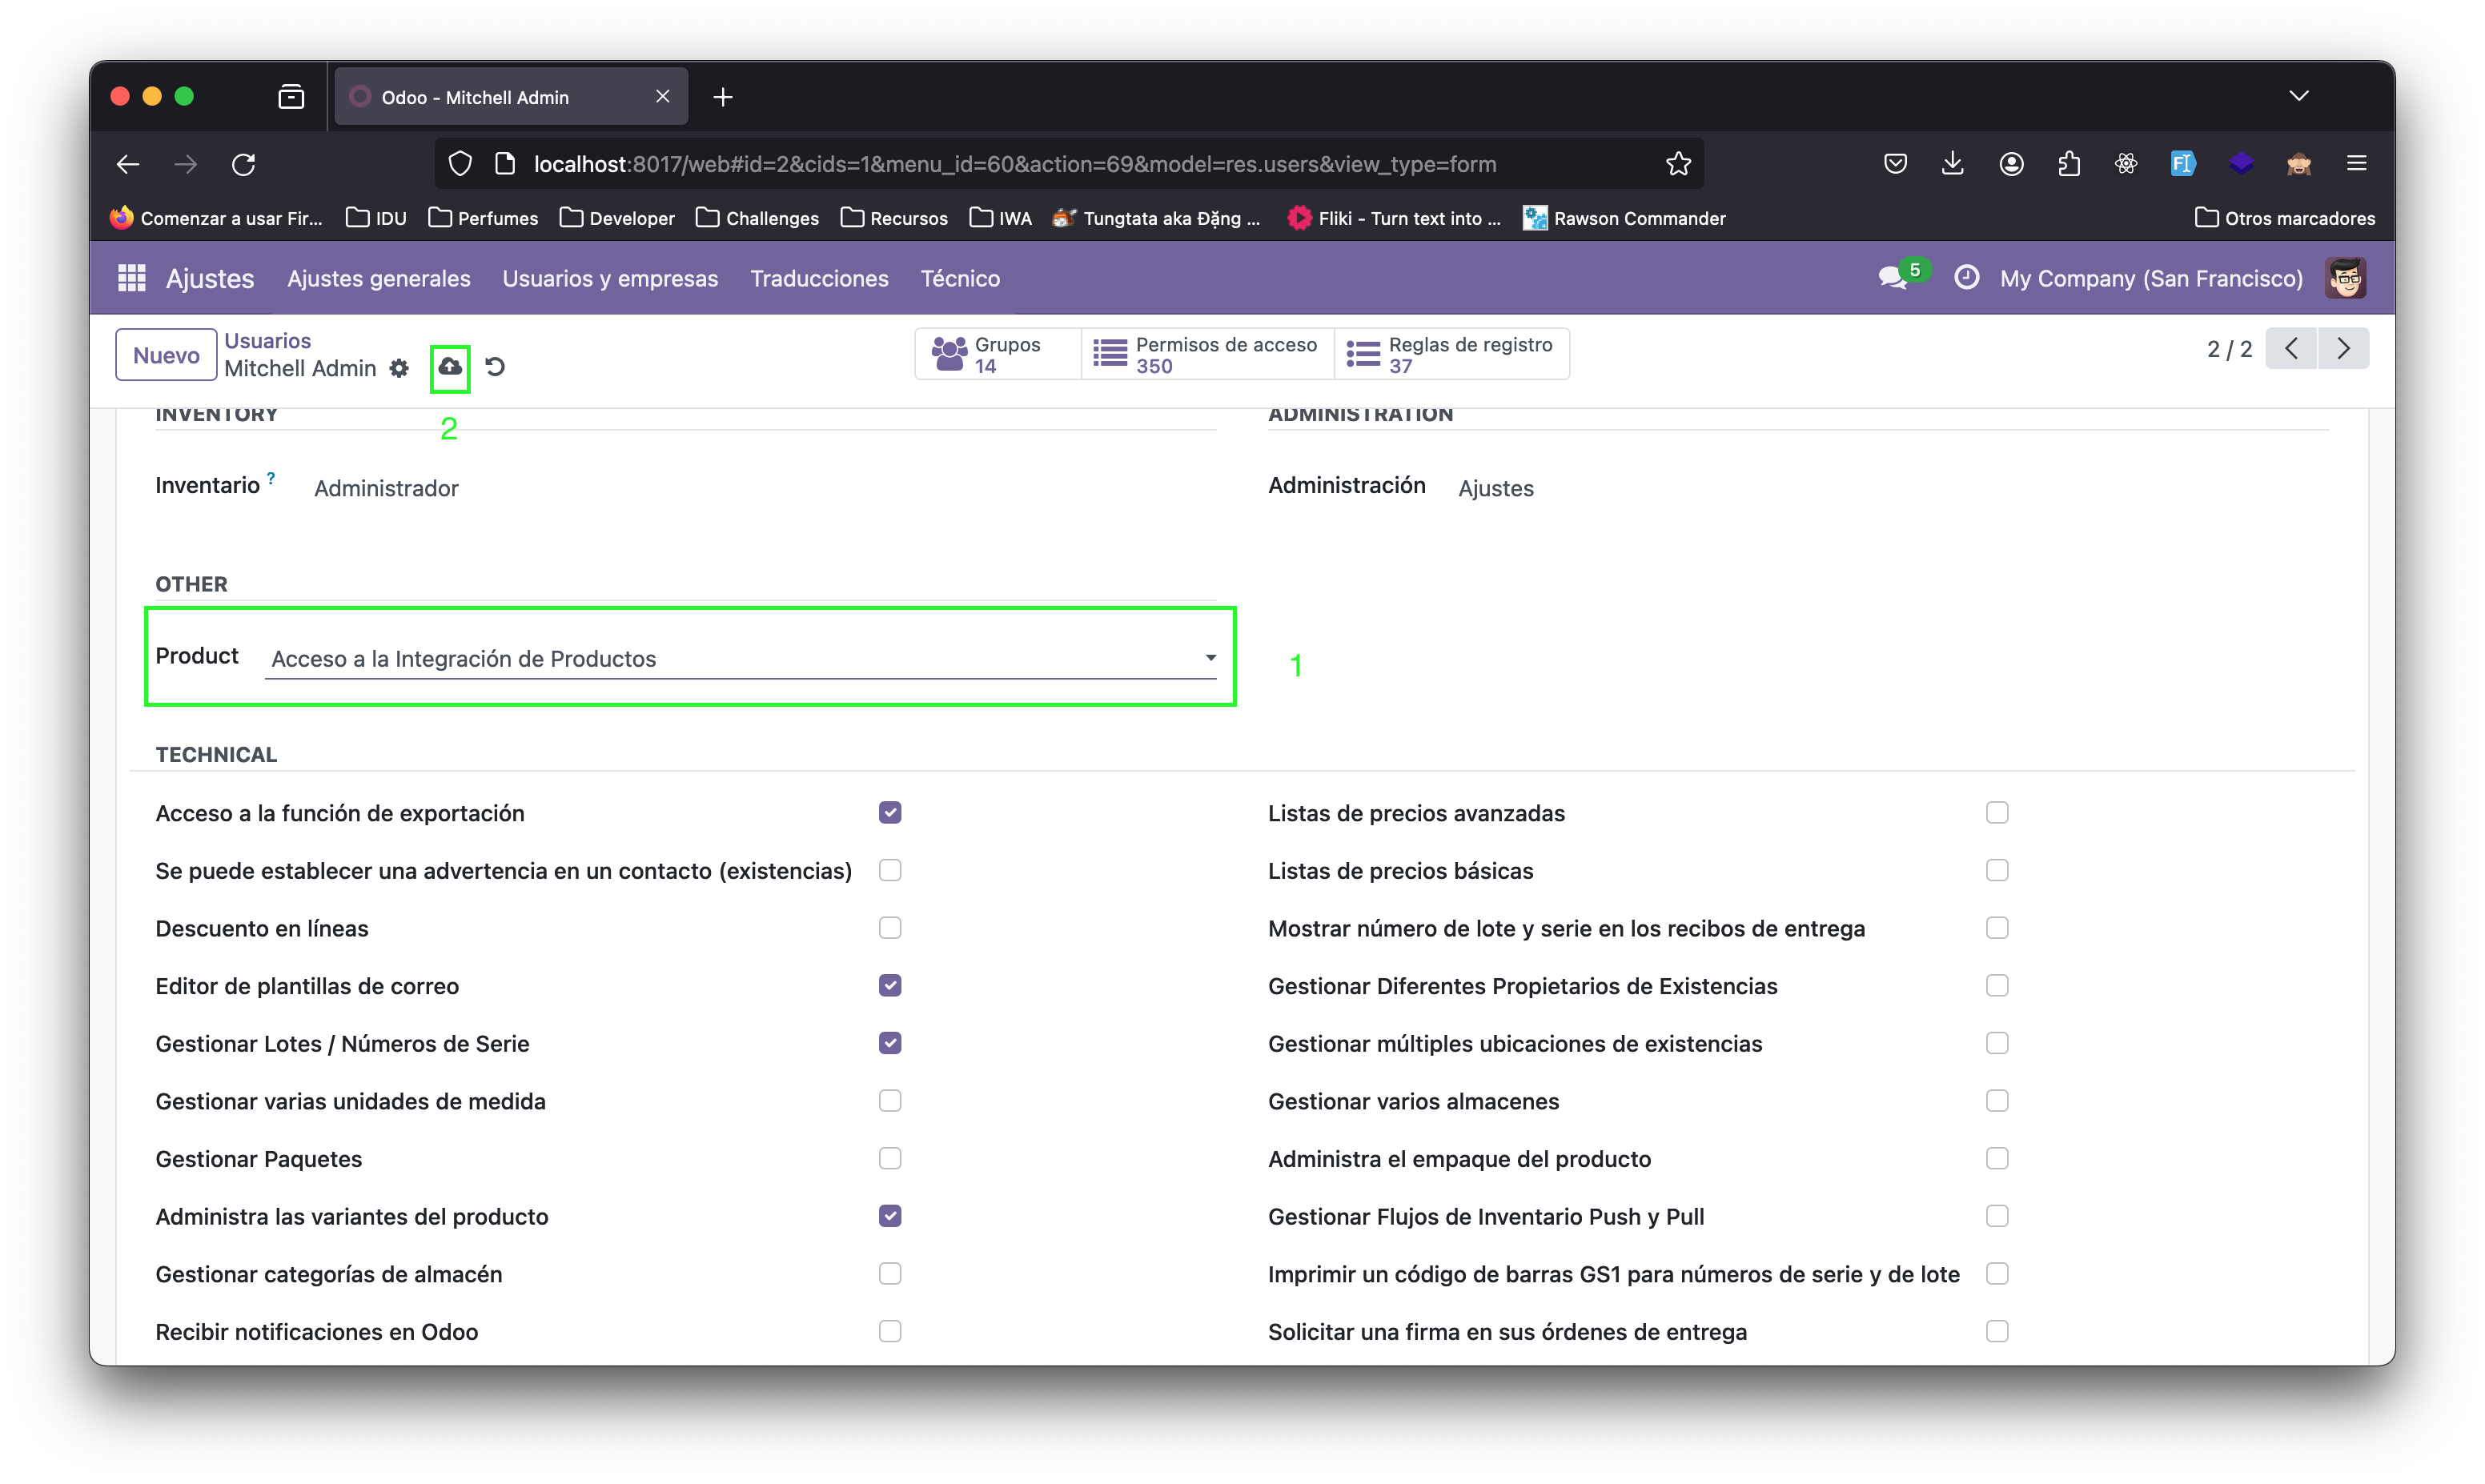 Odoo - Mitchell Admin
localhost:8017/web#id=2&cids=1&menu_id=60&action=69&model=res.users&view_type=form
Comenzar a usar Fir... IDU Perfumes Developer Challenges Recursos IWA Tungtata aka Đặng ... Fliki - Turn text into ... Rawson Commander Otros marcadores
Ajustes Ajustes generales Usuarios y empresas Traducciones Técnico 5 My Company (San Francisco)
Nuevo
Usuarios
Mitchell Admin
Grupos
14
Permisos de acceso
350
Reglas de registro
37
2 / 2
2
INVENTORY
ADMINISTRATION
Inventario ? Administrador
Administración Ajustes
OTHER
Product Acceso a la Integración de Productos
1
TECHNICAL
Acceso a la función de exportación
Listas de precios avanzadas
Se puede establecer una advertencia en un contacto (existencias)
Listas de precios básicas
Descuento en líneas
Mostrar número de lote y serie en los recibos de entrega
Editor de plantillas de correo
Gestionar Diferentes Propietarios de Existencias
Gestionar Lotes / Números de Serie
Gestionar múltiples ubicaciones de existencias
Gestionar varias unidades de medida
Gestionar varios almacenes
Gestionar Paquetes
Administra el empaque del producto
Administra las variantes del producto
Gestionar Flujos de Inventario Push y Pull
Gestionar categorías de almacén
Imprimir un código de barras GS1 para números de serie y de lote
Recibir notificaciones en Odoo
Solicitar una firma en sus órdenes de entrega